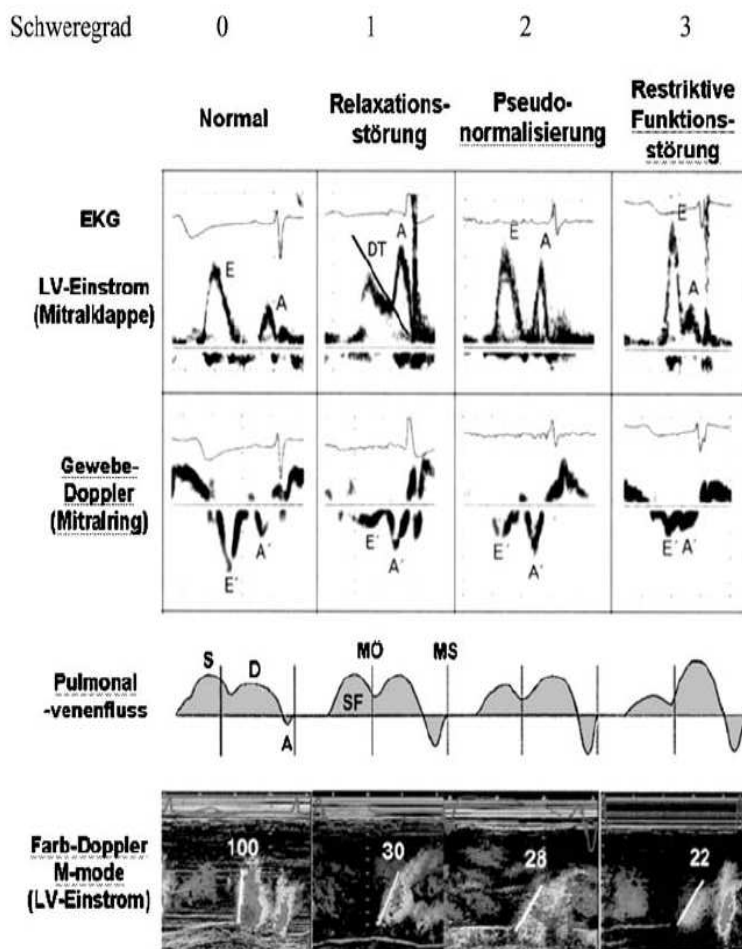 Schweregrad 0 1 2 3
Normal
Relaxations-
störung
Pseudo-
normalisierung
Restriktive
Funktions-
störung
EKG
LV-Einstrom
(Mitralklappe)
E
A
DT
A
E
A
E
A
Gewebe-
Doppler
(Mitralring)
E´
A´
E´
A´
E´
A´
E´ A´
Pulmonal
-venenfluss
S
D
A
SF
MÖ
MS
Farb-Doppler
M-mode
(LV-Einstrom)
100
30
28
22